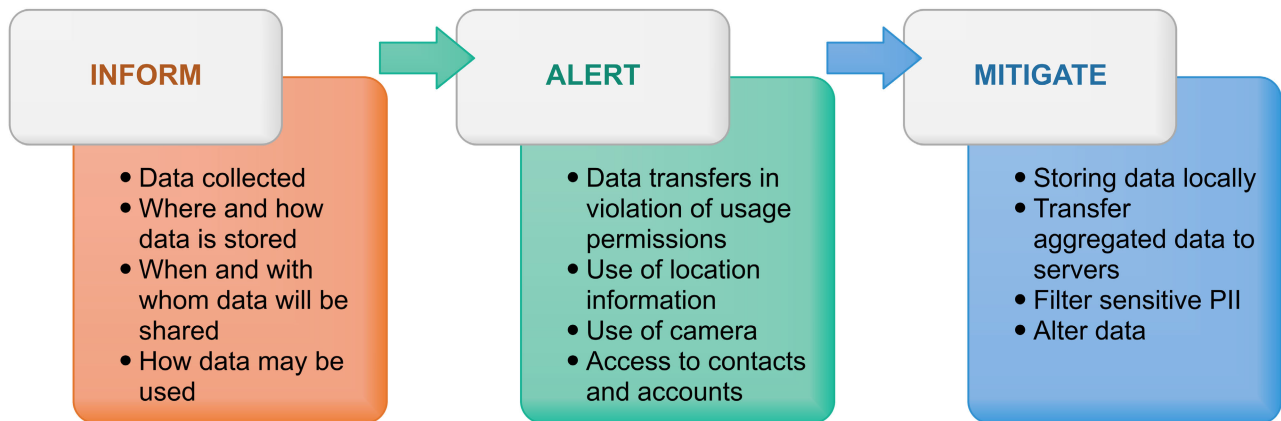 INFORM
• Data collected
• Where and how
data is stored
• When and with
whom data will be
shared
• How data may be
used
ALERT
• Data transfers in
violation of usage
permissions
• Use of location
information
• Use of camera
• Access to contacts
and accounts
MITIGATE
• Storing data locally
• Transfer
aggregated data to
servers
• Filter sensitive PII
• Alter data